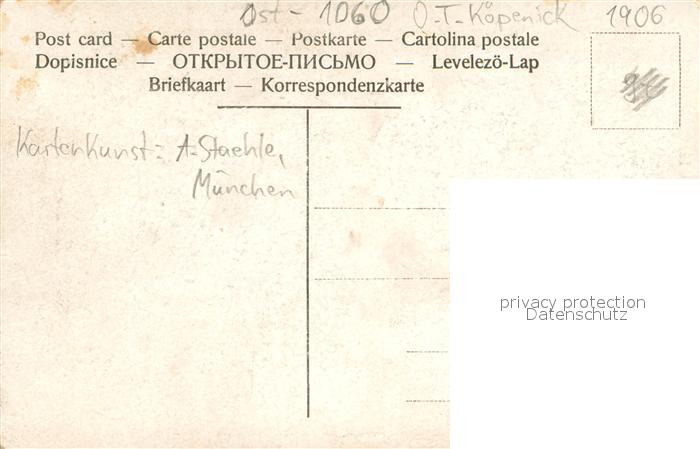 Ost - 1060 O.-T. Köpenick 1906
Post card — Carte postale — Postkarte — Cartolina postale
Dopisnice — ОТКРЫТОЕ-ПИСЬМО — Levelezö-Lap
Briefkaart — Korrespondenzkarte
Kartenkunst: A. Staehle,
München
privacy protection
Datenschutz